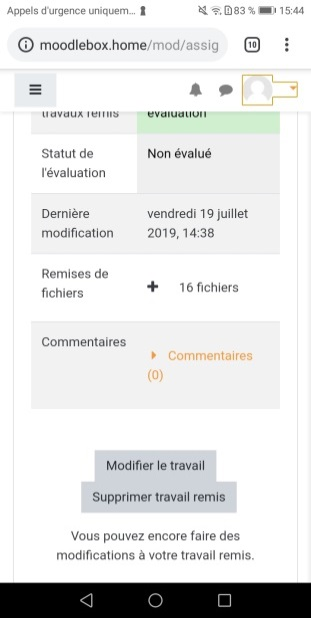 Appels d'urgence uniquem... 83 % 15:44
moodlebox.home/mod/assig 10
travaux remis évaluation
Statut de l'évaluation Non évalué
Dernière modification vendredi 19 juillet 2019, 14:38
Remises de fichiers 16 fichiers
Commentaires Commentaires (0)
Modifier le travail
Supprimer travail remis
Vous pouvez encore faire des
modifications à votre travail remis.